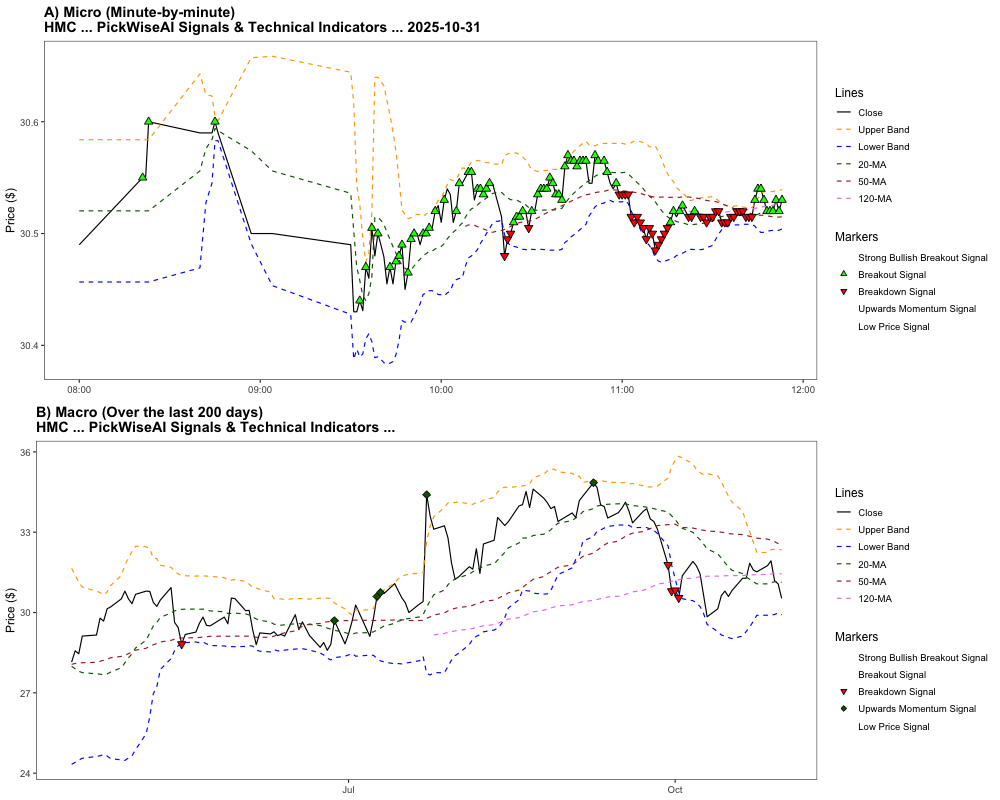 A) Micro (Minute-by-minute)
HMC ... PickWiseAI Signals & Technical Indicators ... 2025-10-31
Price ($)
30.6
30.5
30.4
08:00
09:00
10:00
11:00
12:00
Lines
Close
Upper Band
Lower Band
20-MA
50-MA
120-MA
Markers
Strong Bullish Breakout Signal
Breakout Signal
Breakdown Signal
Upwards Momentum Signal
Low Price Signal
B) Macro (Over the last 200 days)
HMC ... PickWiseAI Signals & Technical Indicators ...
Price ($)
36
33
30
27
24
Jul
Oct
Lines
Close
Upper Band
Lower Band
20-MA
50-MA
120-MA
Markers
Strong Bullish Breakout Signal
Breakout Signal
Breakdown Signal
Upwards Momentum Signal
Low Price Signal